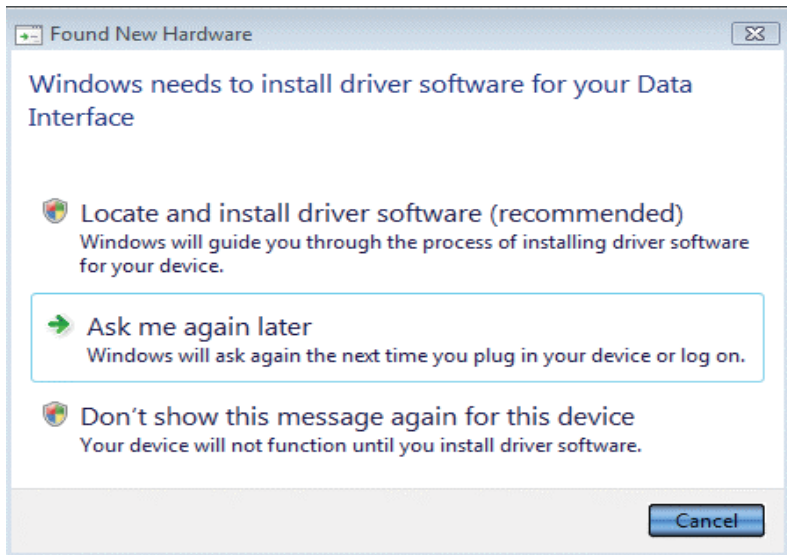 Found New Hardware
Windows needs to install driver software for your Data
Interface
Locate and install driver software (recommended)
Windows will guide you through the process of installing driver software
for your device.
Ask me again later
Windows will ask again the next time you plug in your device or log on.
Don't show this message again for this device
Your device will not function until you install driver software.
Cancel